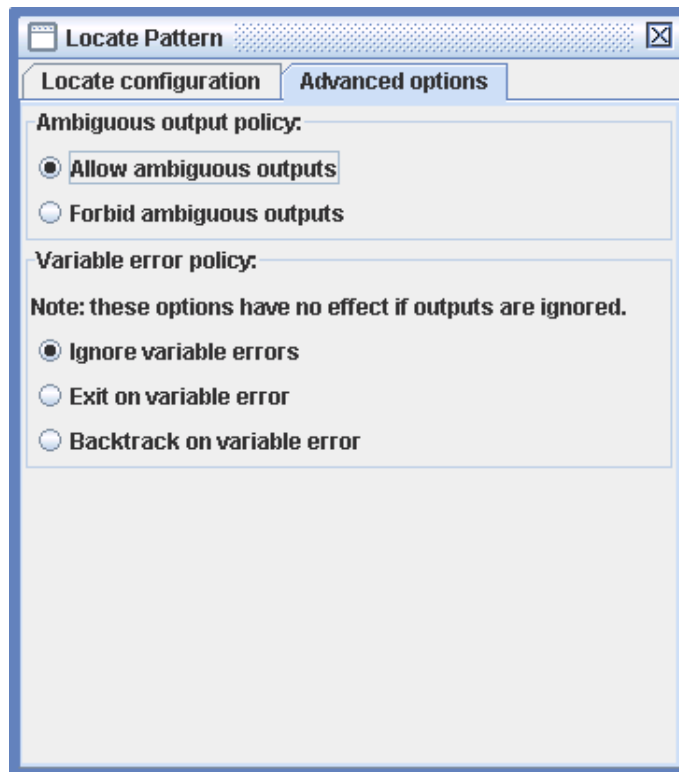 Locate Pattern
Locate configuration
Advanced options
Ambiguous output policy:
Allow ambiguous outputs
Forbid ambiguous outputs
Variable error policy:
Note: these options have no effect if outputs are ignored.
Ignore variable errors
Exit on variable error
Backtrack on variable error